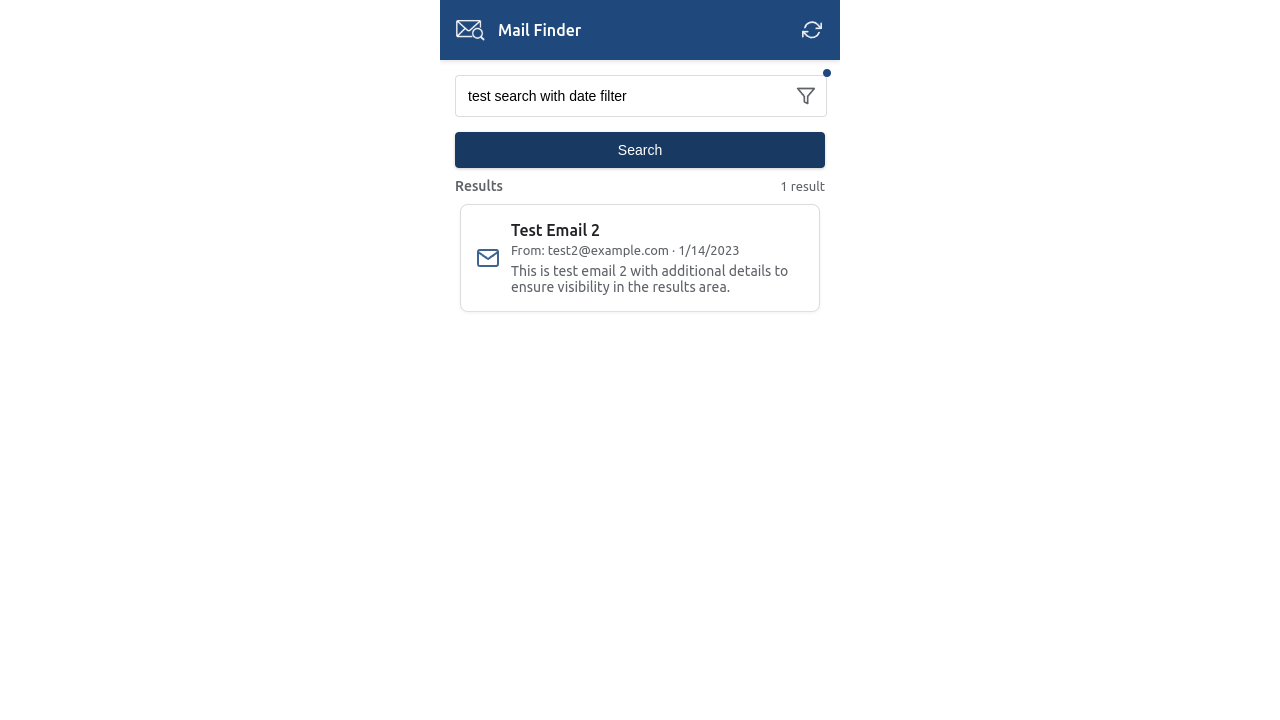 Mail Finder
test search with date filter
Search
Results 1 result
Test Email 2
From: test2@example.com · 1/14/2023
This is test email 2 with additional details to
ensure visibility in the results area.